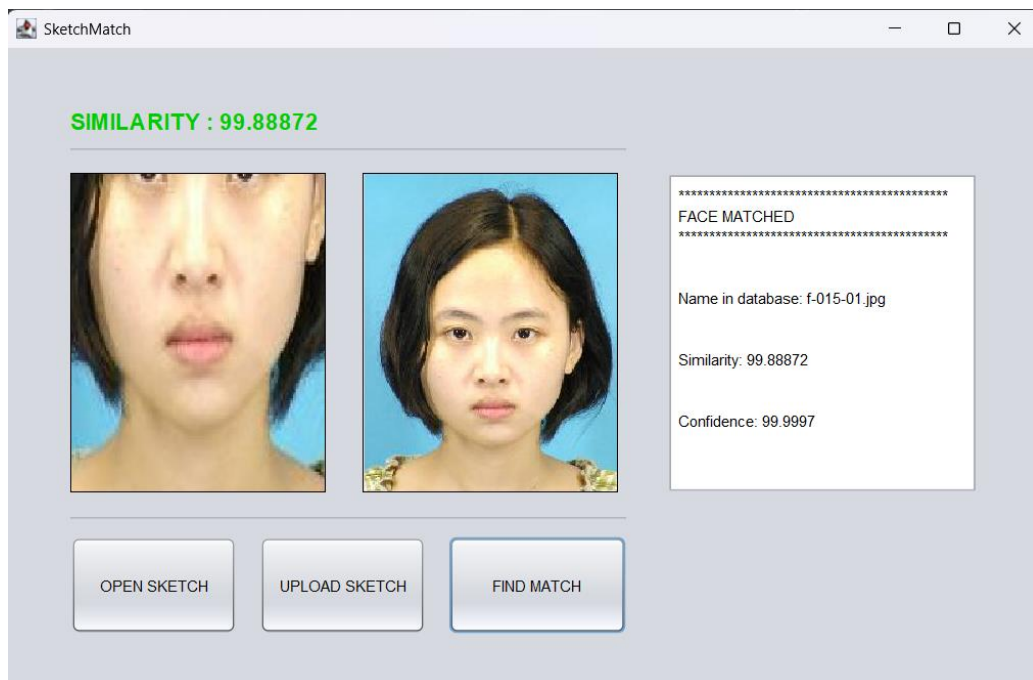 SketchMatch
SIMILARITY : 99.88872
********************************************
FACE MATCHED
********************************************
Name in database: f-015-01.jpg
Similarity: 99.88872
Confidence: 99.9997
OPEN SKETCH
UPLOAD SKETCH
FIND MATCH